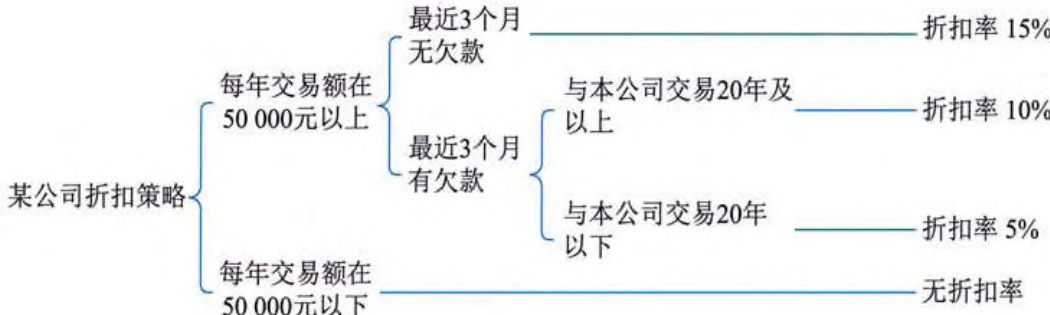 最近3个月
无欠款
折扣率 15%
每年交易额在
50 000元以上
与本公司交易20年及
以上
折扣率 10%
最近3个月
有欠款
某公司折扣策略
与本公司交易20年
以下
折扣率 5%
每年交易额在
50 000元以下
无折扣率